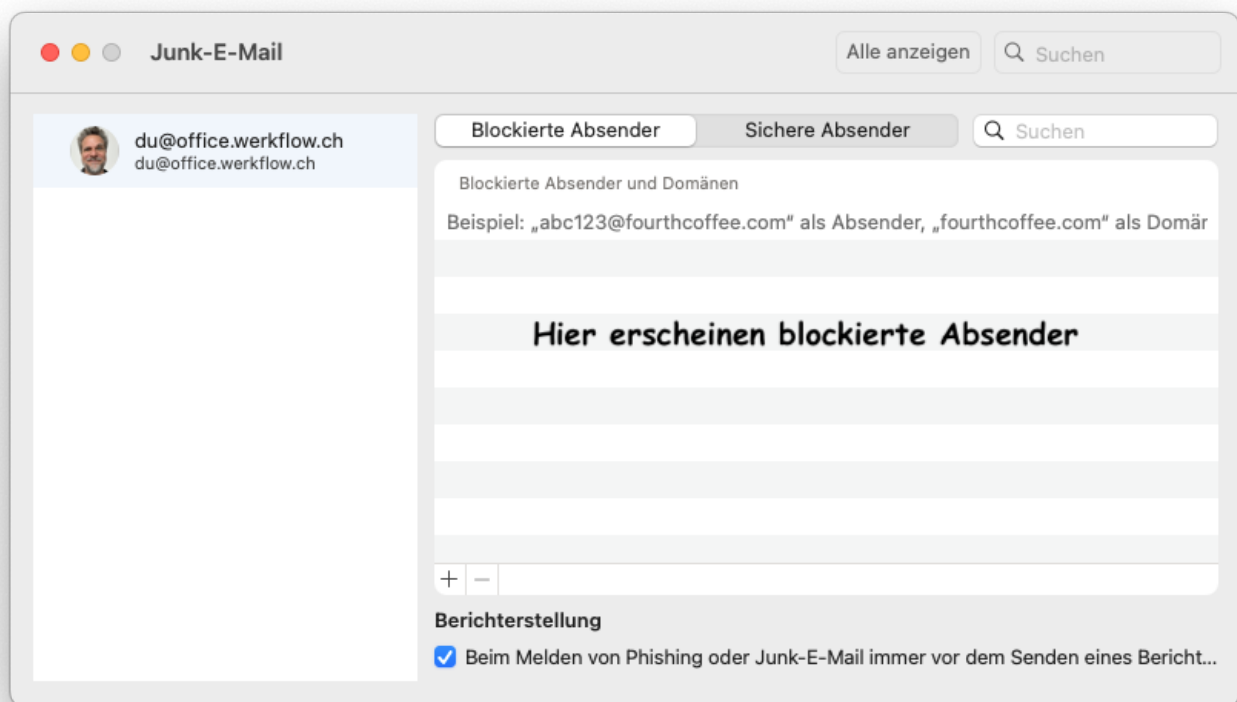 Junk-E-Mail
Alle anzeigen
Suchen
du@office.werkflow.ch
du@office.werkflow.ch
Blockierte Absender
Sichere Absender
Suchen
Blockierte Absender und Domänen
Beispiel: „abc123@fourthcoffee.com“ als Absender, „fourthcoffee.com“ als Domär
Hier erscheinen blockierte Absender
Berichterstellung
Beim Melden von Phishing oder Junk-E-Mail immer vor dem Senden eines Bericht...